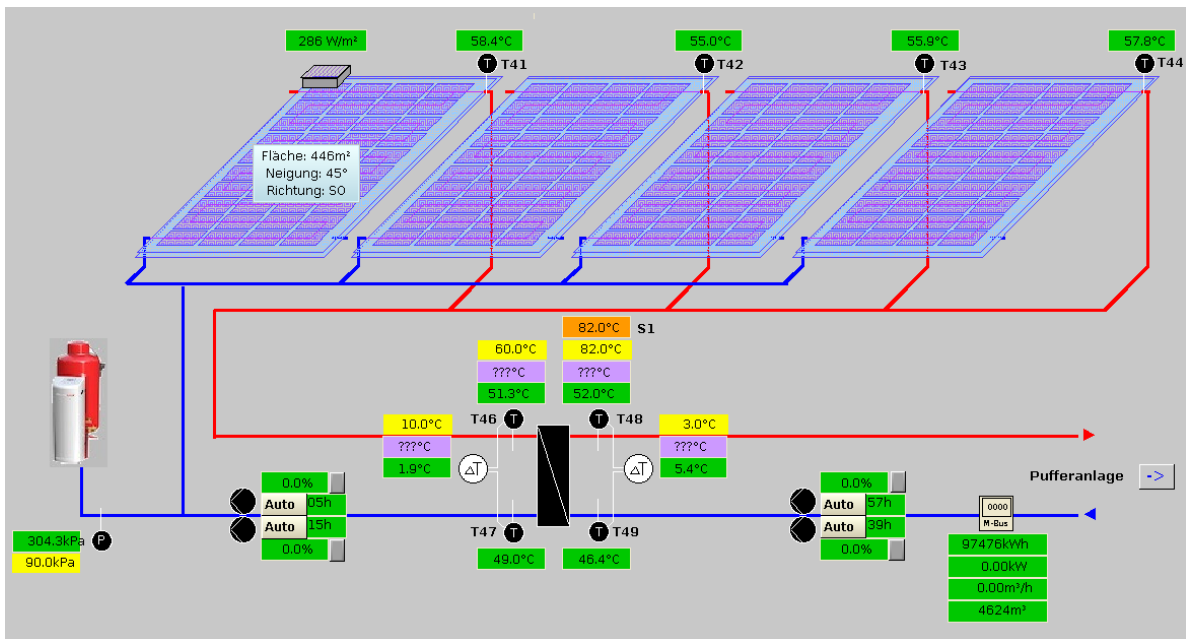 286 W/m²
58.4°C
55.0°C
55.9°C
57.8°C
T T41
T T42
T T43
T T44
Fläche: 446m²
Neigung: 45°
Richtung: SO
82.0°C S1
60.0°C
82.0°C
???°C
???°C
51.3°C
52.0°C
T46 T
T T48
10.0°C
???°C
1.9°C
ΔT
ΔT
3.0°C
???°C
5.4°C
Pufferanlage ->
0.0%
Auto 05h
Auto 15h
0.0%
T47 T
T T49
49.0°C
46.4°C
0.0%
Auto 57h
Auto 39h
0.0%
0000
M-Bus
304.3kPa P
90.0kPa
97476kWh
0.00kW
0.00m³/h
4624m³